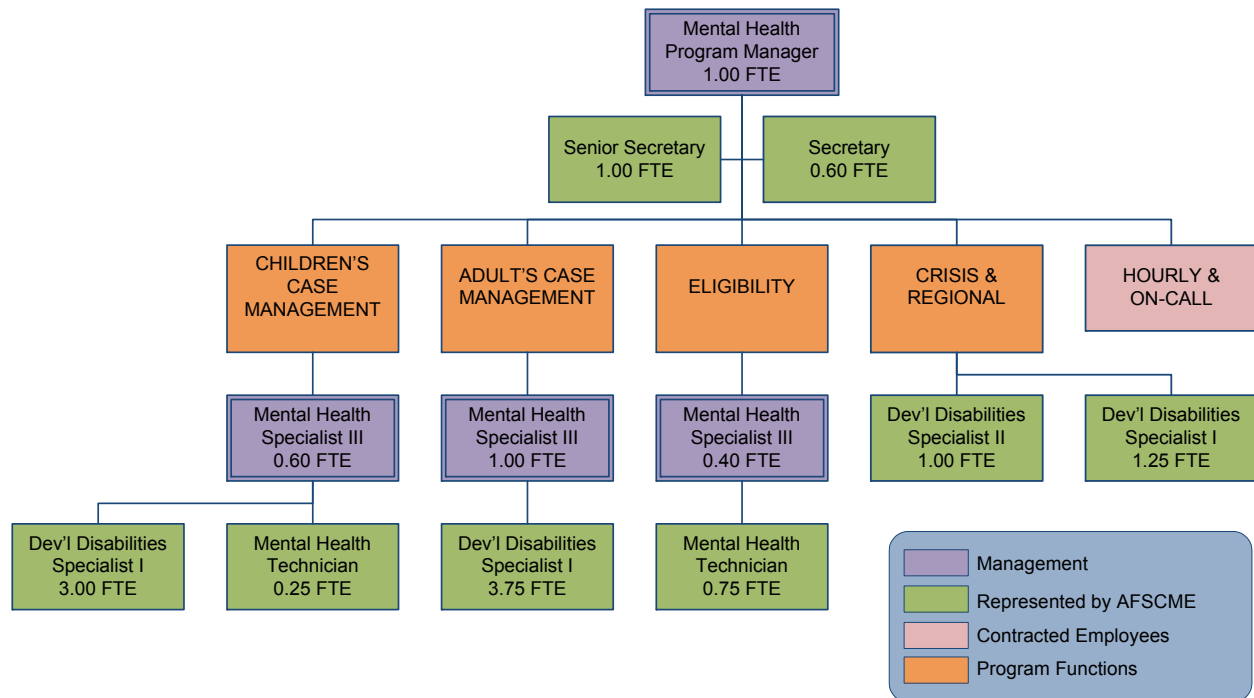 Mental Health
Program Manager
1.00 FTE
Senior Secretary
1.00 FTE
Secretary
0.60 FTE
CHILDREN’S
CASE
MANAGEMENT
ADULT’S CASE
MANAGEMENT
ELIGIBILITY
CRISIS &
REGIONAL
HOURLY &
ON-CALL
Mental Health
Specialist III
0.60 FTE
Mental Health
Specialist III
1.00 FTE
Mental Health
Specialist III
0.40 FTE
Dev’l Disabilities
Specialist II
1.00 FTE
Dev’l Disabilities
Specialist I
1.25 FTE
Dev’l Disabilities
Specialist I
3.00 FTE
Mental Health
Technician
0.25 FTE
Dev’l Disabilities
Specialist I
3.75 FTE
Mental Health
Technician
0.75 FTE
Management
Represented by AFSCME
Contracted Employees
Program Functions